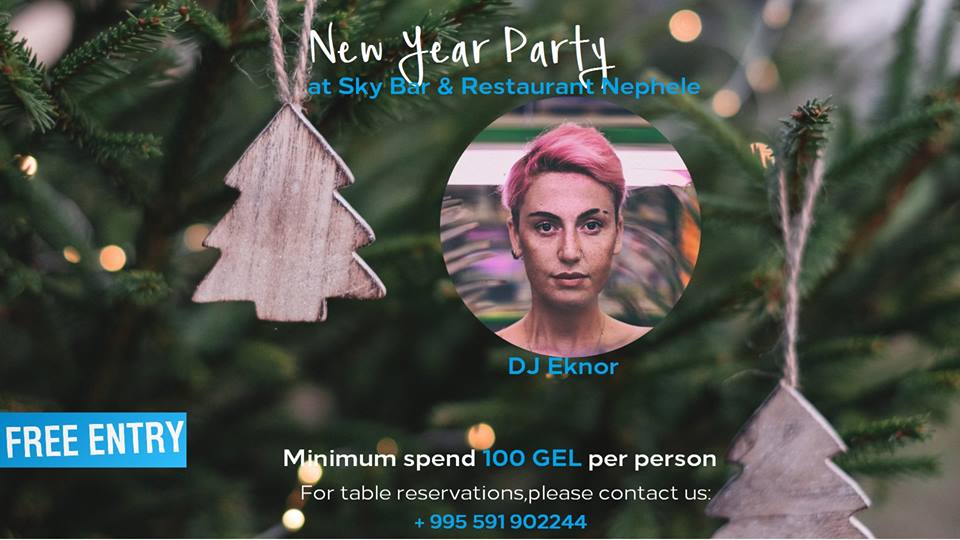 New Year Party
at Sky Bar & Restaurant Nephele
DJ Eknor
FREE ENTRY
Minimum spend 100 GEL per person
For table reservations,please contact us:
+ 995 591 902244